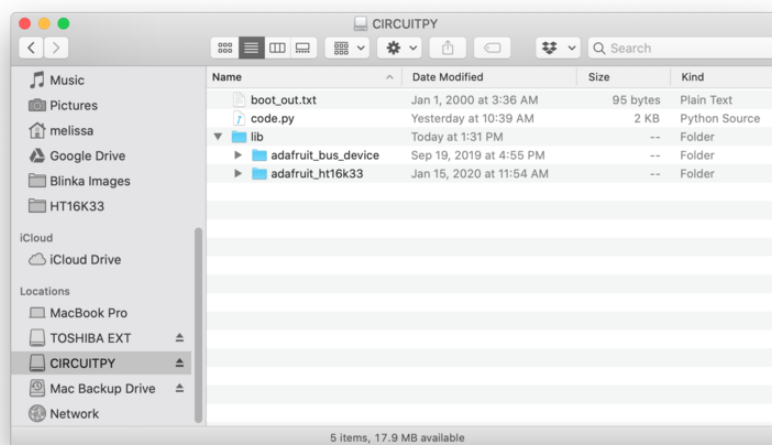 CIRCUITPY
Search
Music
Pictures
melissa
Google Drive
Blinka Images
HT16K33
iCloud
iCloud Drive
Locations
MacBook Pro
TOSHIBA EXT
CIRCUITPY
Mac Backup Drive
Network
Name Date Modified Size Kind
boot_out.txt Jan 1, 2000 at 3:36 AM 95 bytes Plain Text
code.py Yesterday at 10:39 AM 2 KB Python Source
lib Today at 1:31 PM -- Folder
adafruit_bus_device Sep 19, 2019 at 4:55 PM -- Folder
adafruit_ht16k33 Jan 15, 2020 at 11:54 AM -- Folder
5 items, 17.9 MB available